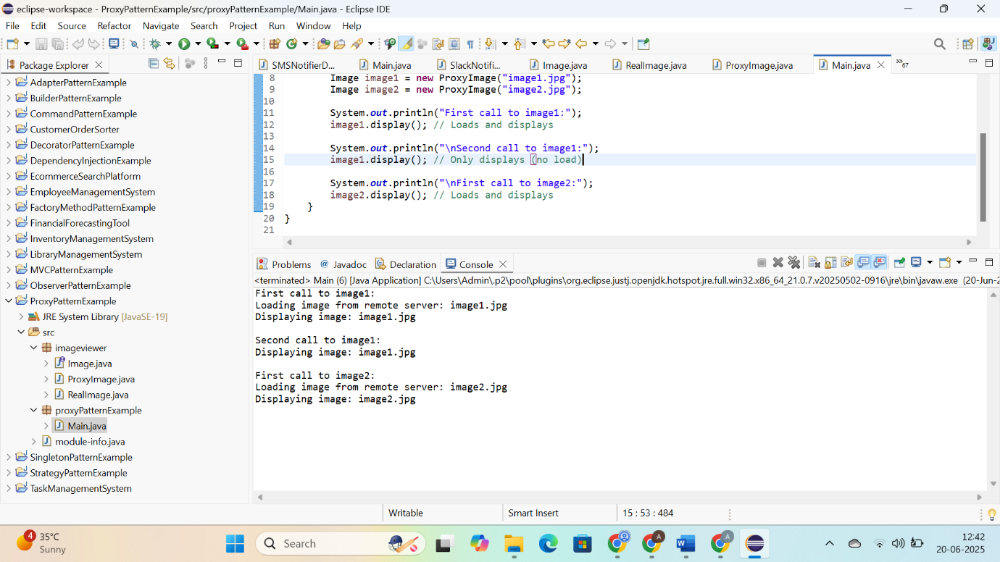 eclipse-workspace - ProxyPatternExample/src/proxyPatternExample/Main.java - Eclipse IDE
File Edit Source Refactor Navigate Search Project Run Window Help
Package Explorer
AdapterPatternExample
BuilderPatternExample
CommandPatternExample
CustomerOrderSorter
DecoratorPatternExample
DependencyInjectionExample
EcommerceSearchPlatform
EmployeeManagementSystem
FactoryMethodPatternExample
FinancialForecastingTool
InventoryManagementSystem
LibraryManagementSystem
MVCPatternExample
ObserverPatternExample
ProxyPatternExample
JRE System Library [JavaSE-19]
src
imageviewer
Image.java
ProxyImage.java
RealImage.java
proxyPatternExample
Main.java
module-info.java
SingletonPatternExample
StrategyPatternExample
TaskManagementSystem
SMSNotifierD... Main.java SlackNotifi... Image.java RealImage.java ProxyImage.java Main.java 67
8 Image image1 = new ProxyImage("image1.jpg");
9 Image image2 = new ProxyImage("image2.jpg");
10
11 System.out.println("First call to image1:");
12 image1.display(); // Loads and displays
13
14 System.out.println("\nSecond call to image1:");
15 image1.display(); // Only displays (no load)
16
17 System.out.println("\nFirst call to image2:");
18 image2.display(); // Loads and displays
19 }
20 }
21
Problems Javadoc Declaration Console
<terminated> Main (6) [Java Application] C:\Users\Admin\.p2\pool\plugins\org.eclipse.justj.openjdk.hotspot.jre.full.win32.x86_64_21.0.7.v20250502-0916\jre\bin\javaw.exe (20-Jun-2
First call to image1:
Loading image from remote server: image1.jpg
Displaying image: image1.jpg
Second call to image1:
Displaying image: image1.jpg
First call to image2:
Loading image from remote server: image2.jpg
Displaying image: image2.jpg
Writable Smart Insert 15 : 53 : 484
4 35°C
Sunny
Search
12:42
20-06-2025